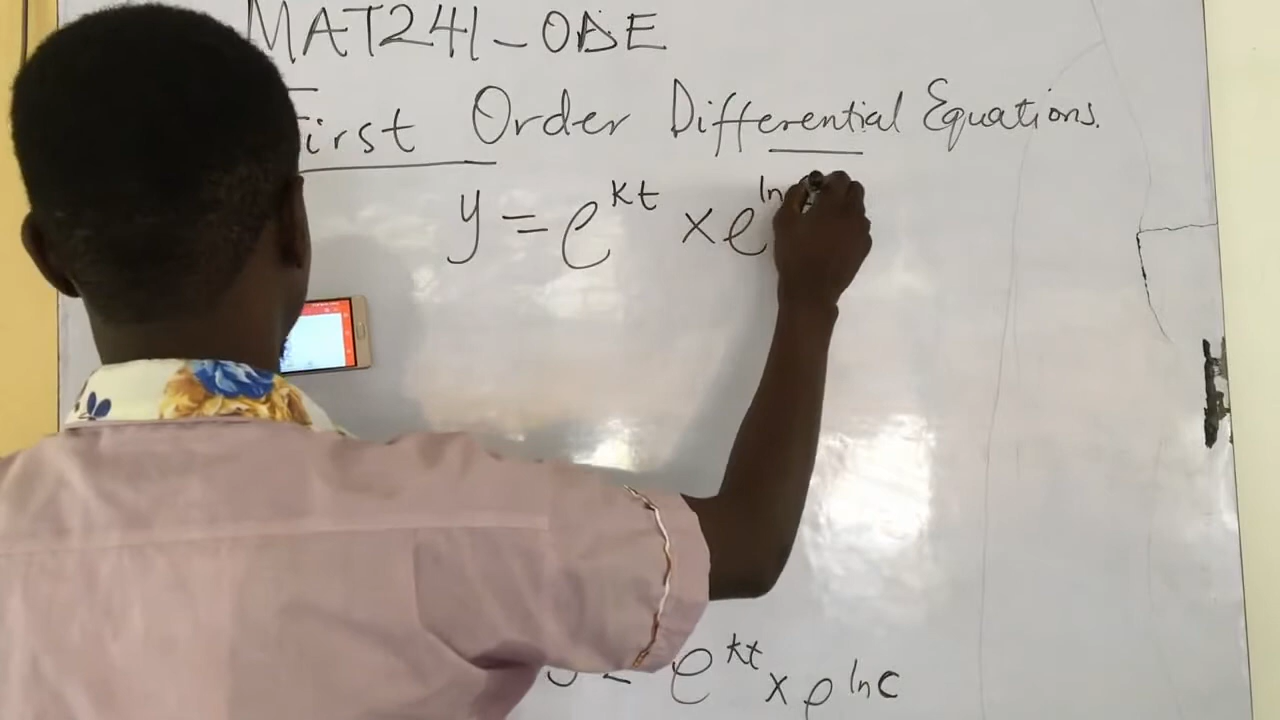 MAT241-ODE
First Order Differential Equations.
y = e^{kt} × e^{ln
= e^{kt} × e^{lnc}